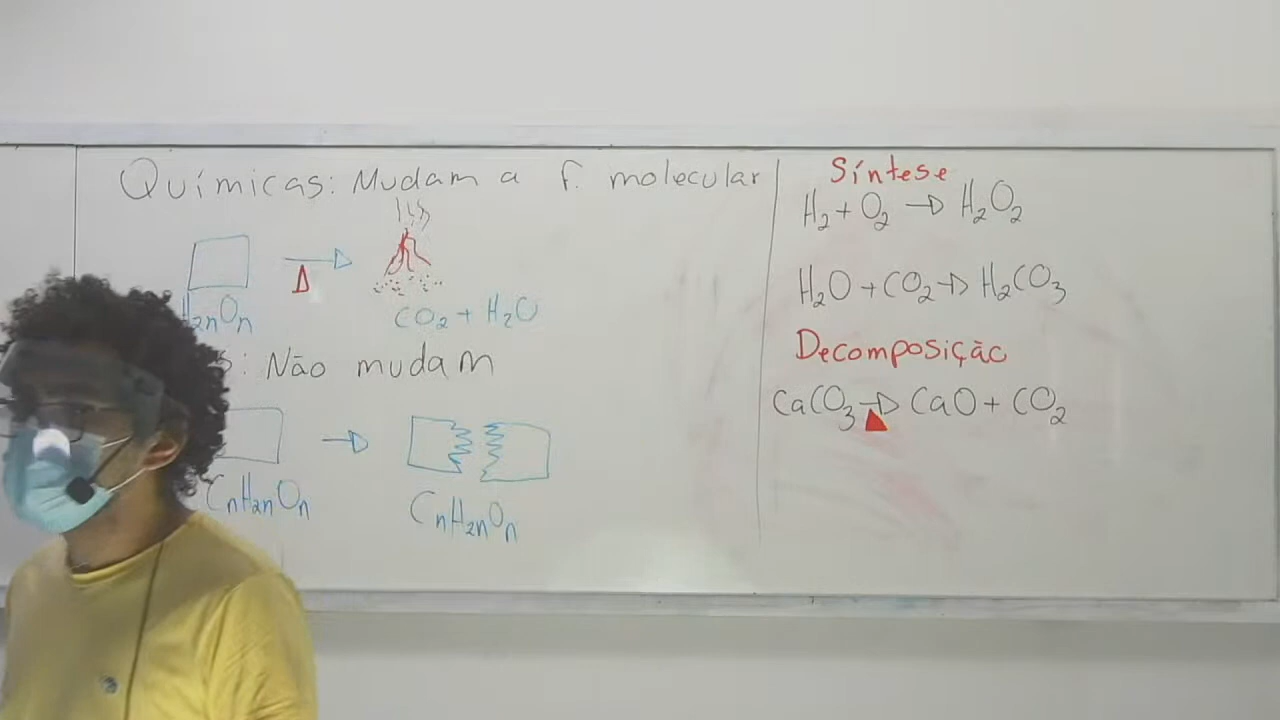 Químicas: Mudam a f. molecular
Δ
H₂nOn
CO₂ + H₂O
s: Não mudam
CnH₂nOn
CnH₂nOn
Síntese
H₂ + O₂ → H₂O₂
H₂O + CO₂ → H₂CO₃
Decomposição
CaCO₃ → CaO + CO₂